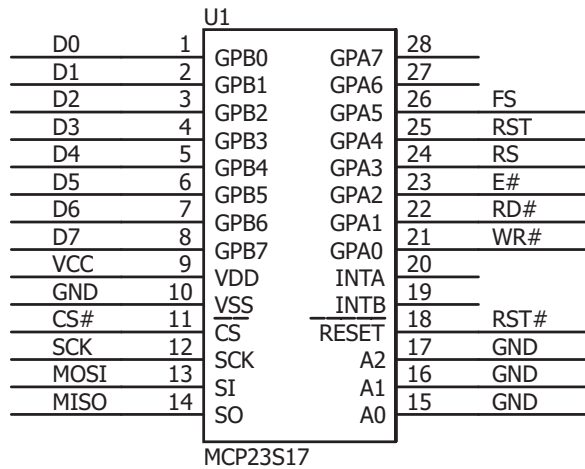 U1
D0 1 GPB0 GPA7 28
D1 2 GPB1 GPA6 27
D2 3 GPB2 GPA5 26 FS
D3 4 GPB3 GPA4 25 RST
D4 5 GPB4 GPA3 24 RS
D5 6 GPB5 GPA2 23 E#
D6 7 GPB6 GPA1 22 RD#
D7 8 GPB7 GPA0 21 WR#
VCC 9 VDD INTA 20
GND 10 VSS INTB 19
CS# 11 CS RESET 18 RST#
SCK 12 SCK A2 17 GND
MOSI 13 SI A1 16 GND
MISO 14 SO A0 15 GND
MCP23S17